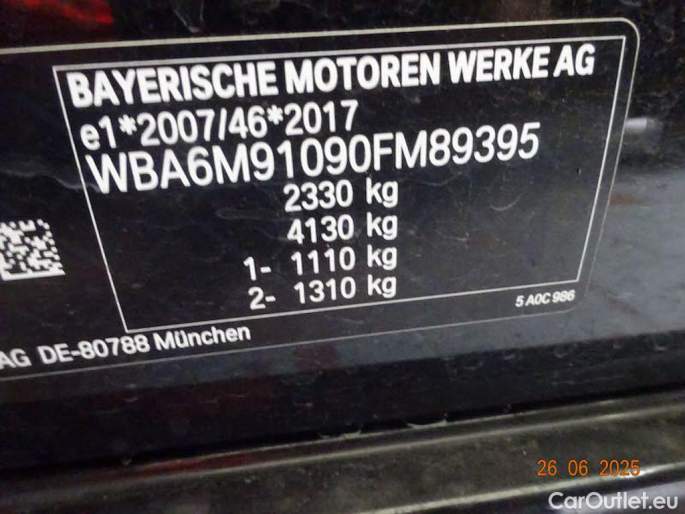 BAYERISCHE MOTOREN WERKE AG
e1*2007/46*2017
WBA6M91090FM89395
2330 kg
4130 kg
1- 1110 kg
2- 1310 kg
5 A0C 986
AG DE-80788 München
26 06 2025
CarOutlet.eu